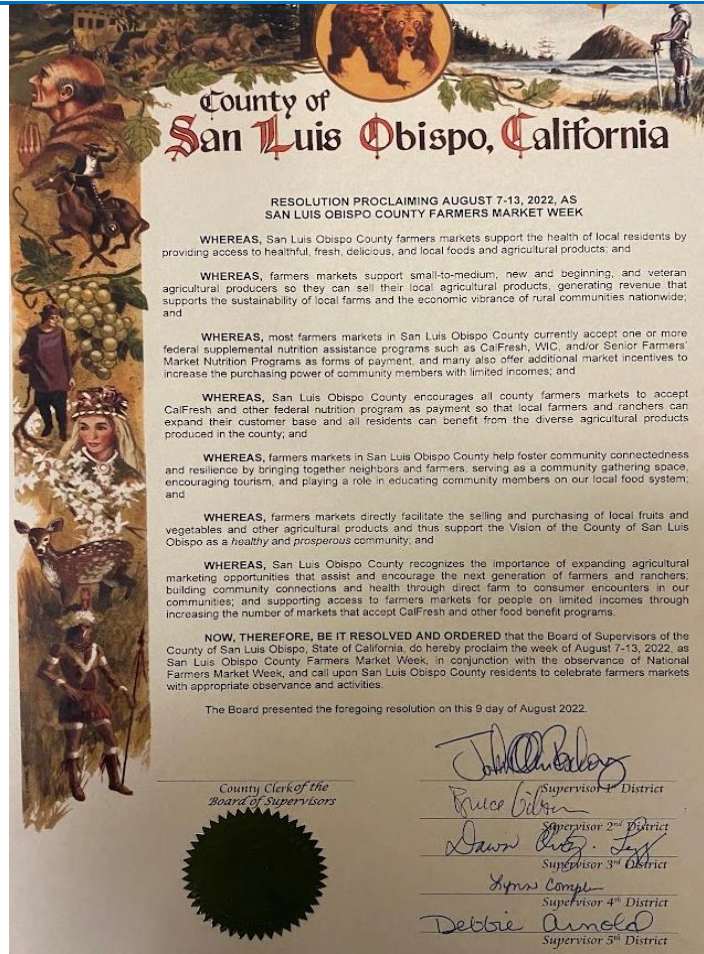 County of
San Luis Obispo, California
RESOLUTION PROCLAIMING AUGUST 7-13, 2022, AS
SAN LUIS OBISPO COUNTY FARMERS MARKET WEEK
WHEREAS, San Luis Obispo County farmers markets support the health of local residents by
providing access to healthful, fresh, delicious, and local foods and agricultural products; and
WHEREAS, farmers markets support small-to-medium, new and beginning, and veteran
agricultural producers so they can sell their local agricultural products, generating revenue that
supports the sustainability of local farms and the economic vibrance of rural communities nationwide;
and
WHEREAS, most farmers markets in San Luis Obispo County currently accept one or more
federal supplemental nutrition assistance programs such as CalFresh, WIC, and/or Senior Farmers'
Market Nutrition Programs as forms of payment, and many also offer additional market incentives to
increase the purchasing power of community members with limited incomes; and
WHEREAS, San Luis Obispo County encourages all county farmers markets to accept
CalFresh and other federal nutrition program as payment so that local farmers and ranchers can
expand their customer base and all residents can benefit from the diverse agricultural products
produced in the county; and
WHEREAS, farmers markets in San Luis Obispo County help foster community connectedness
and resilience by bringing together neighbors and farmers, serving as a community gathering space,
encouraging tourism, and playing a role in educating community members on our local food system;
and
WHEREAS, farmers markets directly facilitate the selling and purchasing of local fruits and
vegetables and other agricultural products and thus support the Vision of the County of San Luis
Obispo as a healthy and prosperous community; and
WHEREAS, San Luis Obispo County recognizes the importance of expanding agricultural
marketing opportunities that assist and encourage the next generation of farmers and ranchers;
building community connections and health through direct farm to consumer encounters in our
communities; and supporting access to farmers markets for people on limited incomes through
increasing the number of markets that accept CalFresh and other food benefit programs.
NOW, THEREFORE, BE IT RESOLVED AND ORDERED that the Board of Supervisors of the
County of San Luis Obispo, State of California, do hereby proclaim the week of August 7-13, 2022, as
San Luis Obispo County Farmers Market Week, in conjunction with the observance of National
Farmers Market Week, and call upon San Luis Obispo County residents to celebrate farmers markets
with appropriate observance and activities.
The Board presented the foregoing resolution on this 9 day of August 2022.
County Clerk of the
Board of Supervisors
John
Supervisor 1st District
Bruce Gibson
Supervisor 2nd District
Dawn
Supervisor 3rd District
Lynn
Supervisor 4th District
Debbie Arnold
Supervisor 5th District